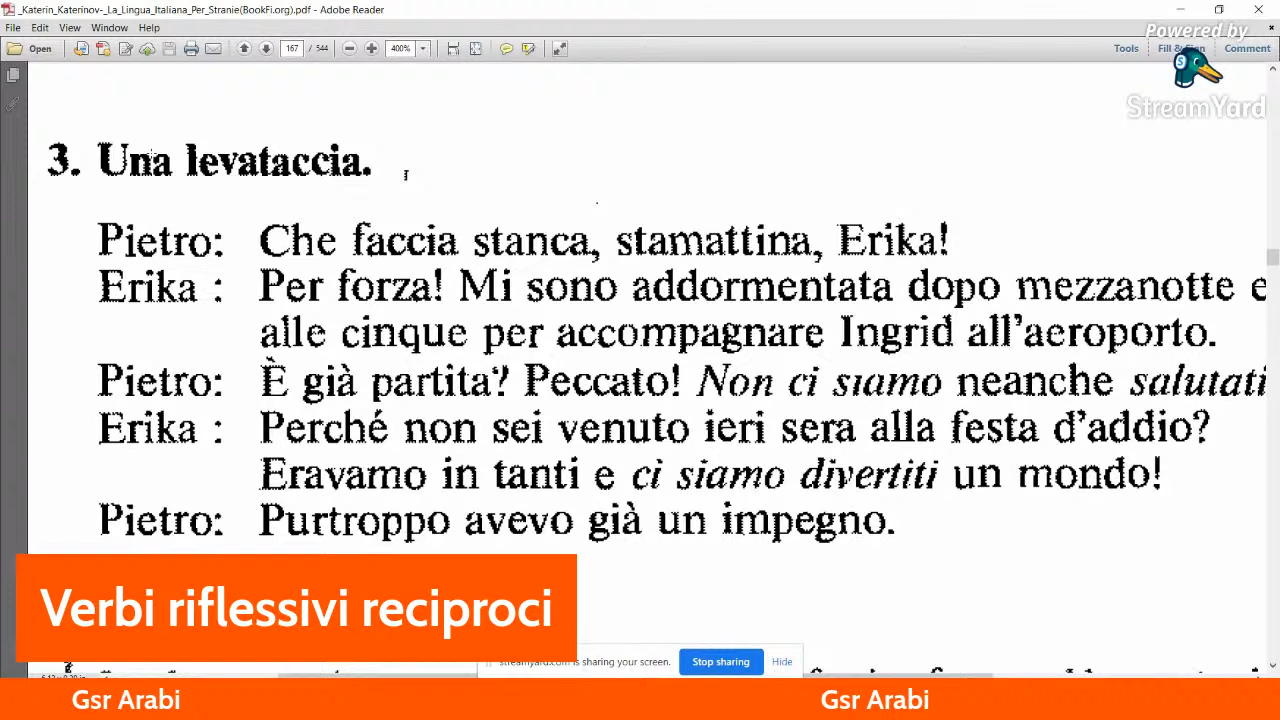 _Katerin_Katerinov-_La_Lingua_Italiana_Per_Stranie(BookFi.org).pdf - Adobe Reader
File Edit View Window Help
Powered by
Open 167 / 544 400% Tools Fill & Sign Comment
StreamYard
3. Una levataccia.
Pietro: Che faccia stanca, stamattina, Erika!
Erika : Per forza! Mi sono addormentata dopo mezzanotte e
alle cinque per accompagnare Ingrid all'aeroporto.
Pietro: È già partita? Peccato! Non ci siamo neanche salutati
Erika : Perché non sei venuto ieri sera alla festa d'addio?
Eravamo in tanti e ci siamo divertiti un mondo!
Pietro: Purtroppo avevo già un impegno.
Verbi riflessivi reciproci
streamyard.com is sharing your screen. Stop sharing Hide
Gsr Arabi Gsr Arabi